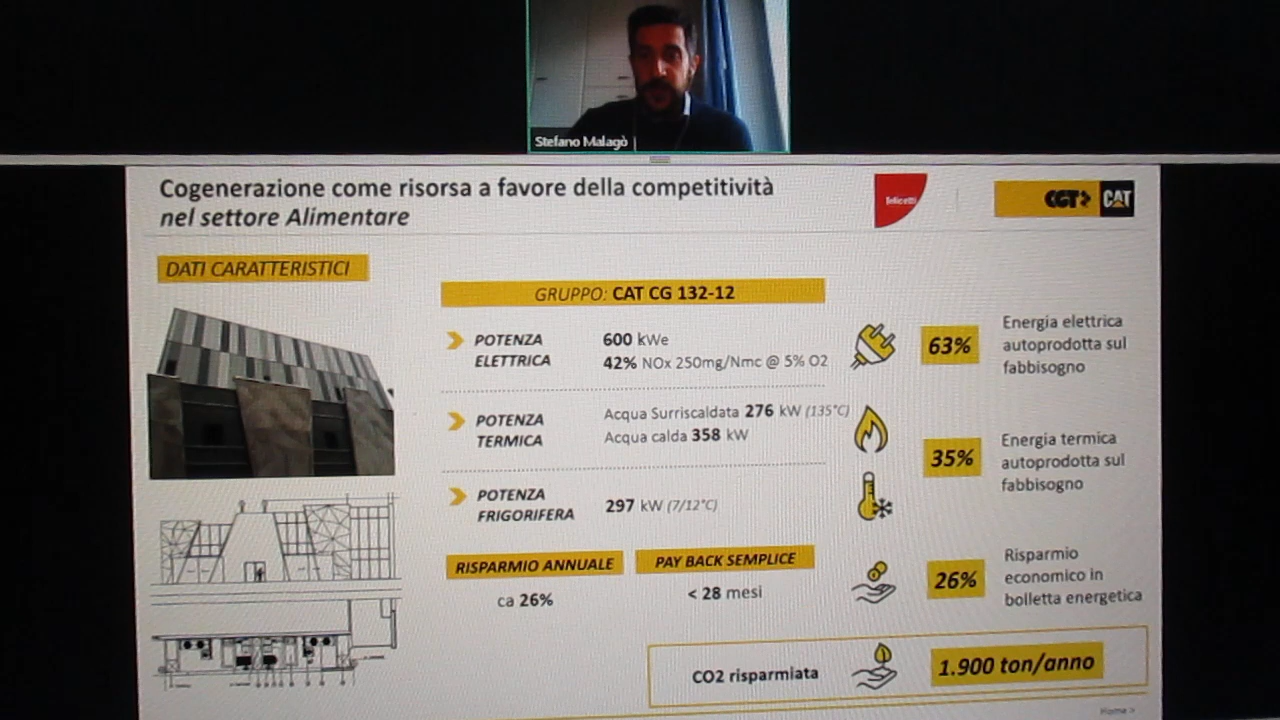 Stefano Malagò
Cogenerazione come risorsa a favore della competitività
nel settore Alimentare
felicetti
CGT
CAT
DATI CARATTERISTICI
GRUPPO: CAT CG 132-12
POTENZA
ELETTRICA
600 kWe
42% NOx 250mg/Nmc @ 5% O2
POTENZA
TERMICA
Acqua Surriscaldata 276 kW (135°C)
Acqua calda 358 kW
POTENZA
FRIGORIFERA
297 kW (7/12°C)
RISPARMIO ANNUALE
ca 26%
PAY BACK SEMPLICE
< 28 mesi
63%
Energia elettrica
autoprodotta sul
fabbisogno
35%
Energia termica
autoprodotta sul
fabbisogno
26%
Risparmio
economico in
bolletta energetica
CO2 risparmiata
1.900 ton/anno
Home >